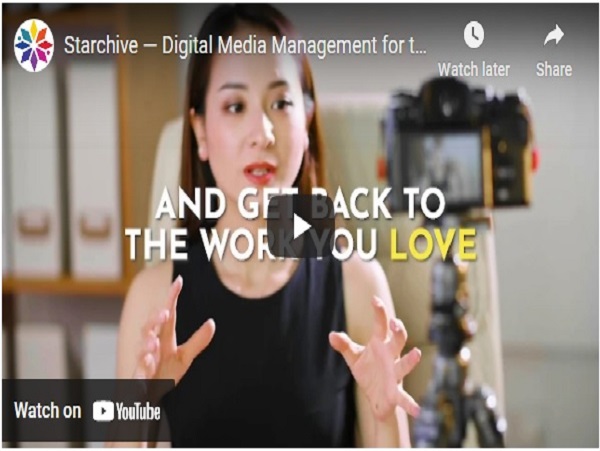 Starchive — Digital Media Management for t...
Watch later
Share
AND GET BACK TO
THE WORK YOU LOVE
Watch on YouTube